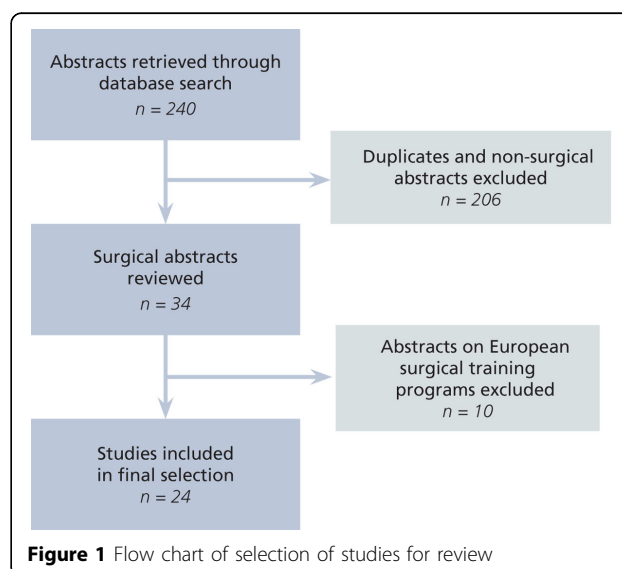 Abstracts retrieved through
database search
n = 240
Duplicates and non-surgical
abstracts excluded
n = 206
Surgical abstracts
reviewed
n = 34
Abstracts on European
surgical training
programs excluded
n = 10
Studies included
in final selection
n = 24
Figure 1 Flow chart of selection of studies for review